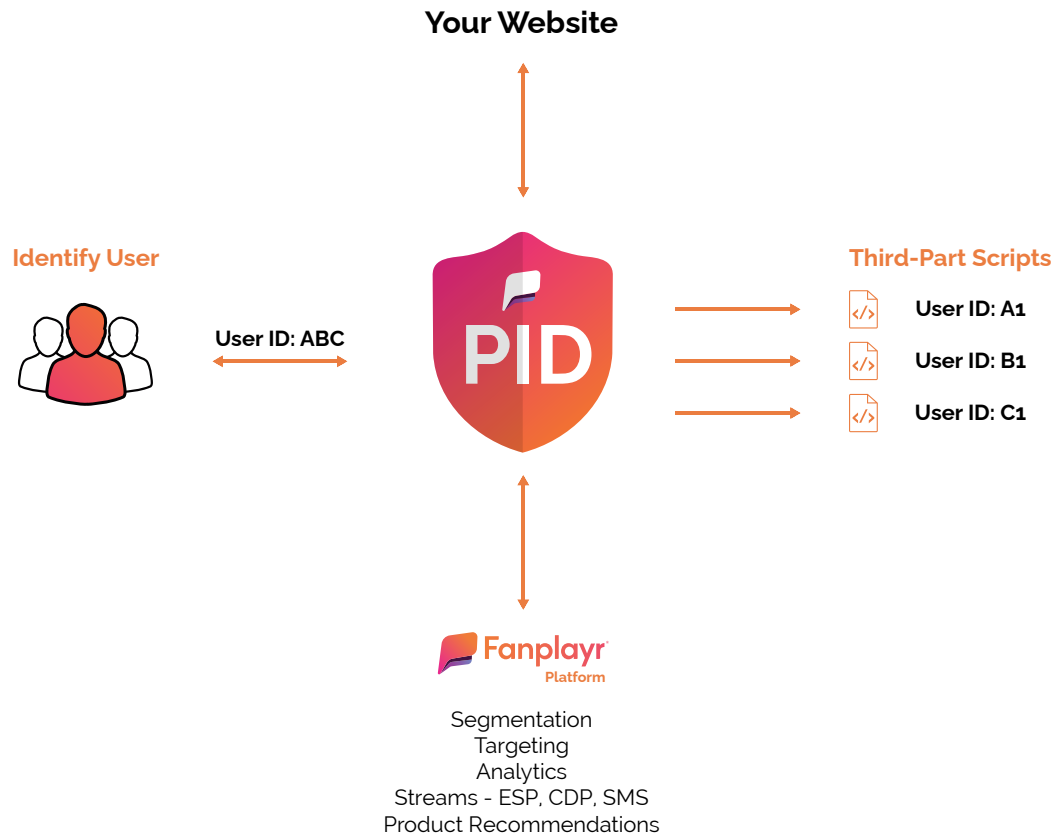 Your Website
Identify User
Third-Part Scripts
User ID: ABC
PID
</>
User ID: A1
</>
User ID: B1
</>
User ID: C1
Fanplayr
Platform
Segmentation
Targeting
Analytics
Streams - ESP, CDP, SMS
Product Recommendations